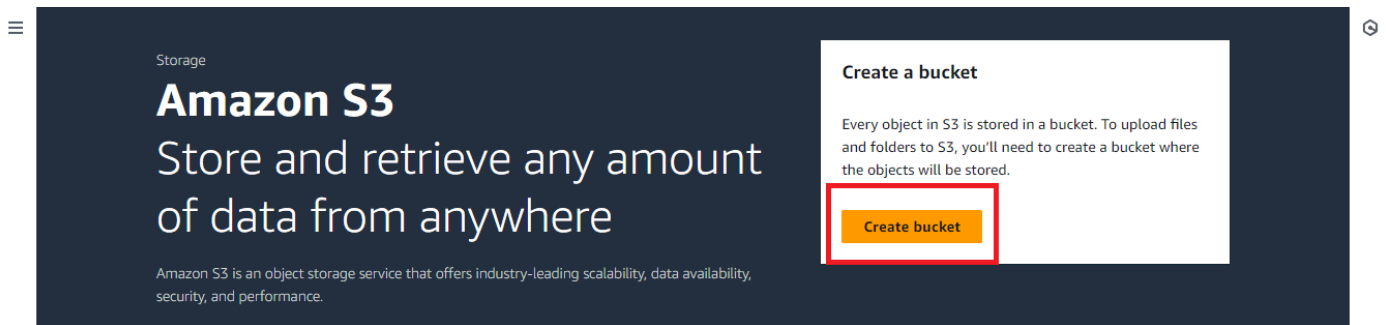 Storage
Amazon S3
Store and retrieve any amount
of data from anywhere
Amazon S3 is an object storage service that offers industry-leading scalability, data availability,
security, and performance.
Create a bucket
Every object in S3 is stored in a bucket. To upload files
and folders to S3, you'll need to create a bucket where
the objects will be stored.
Create bucket